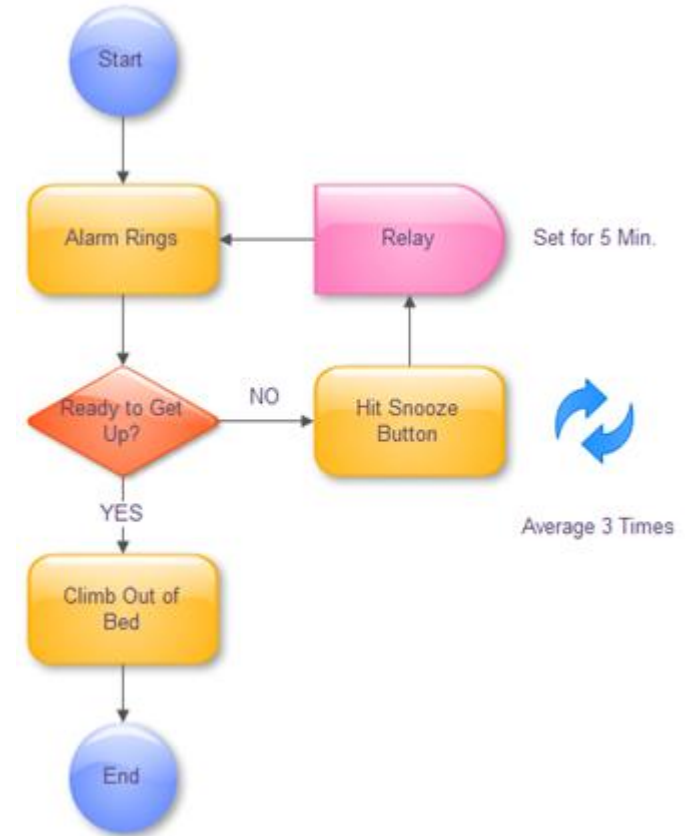 Start
Alarm Rings
Relay
Set for 5 Min.
Ready to Get
Up?
NO
Hit Snooze
Button
YES
Average 3 Times
Climb Out of
Bed
End